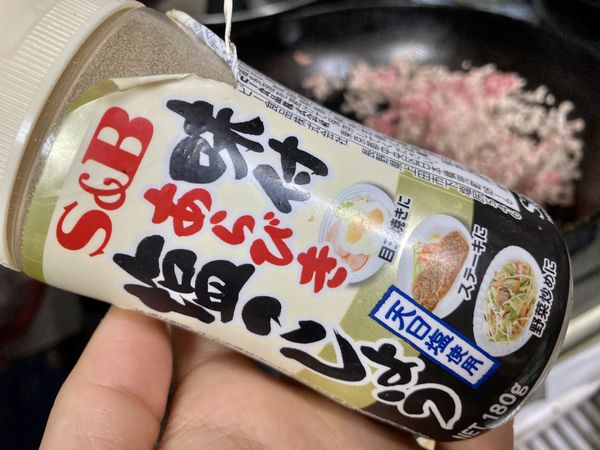 S&B
味付
あらびき
塩こしょう
目玉焼きに
ステーキに
野菜炒めに
天日塩使用
NET 180g